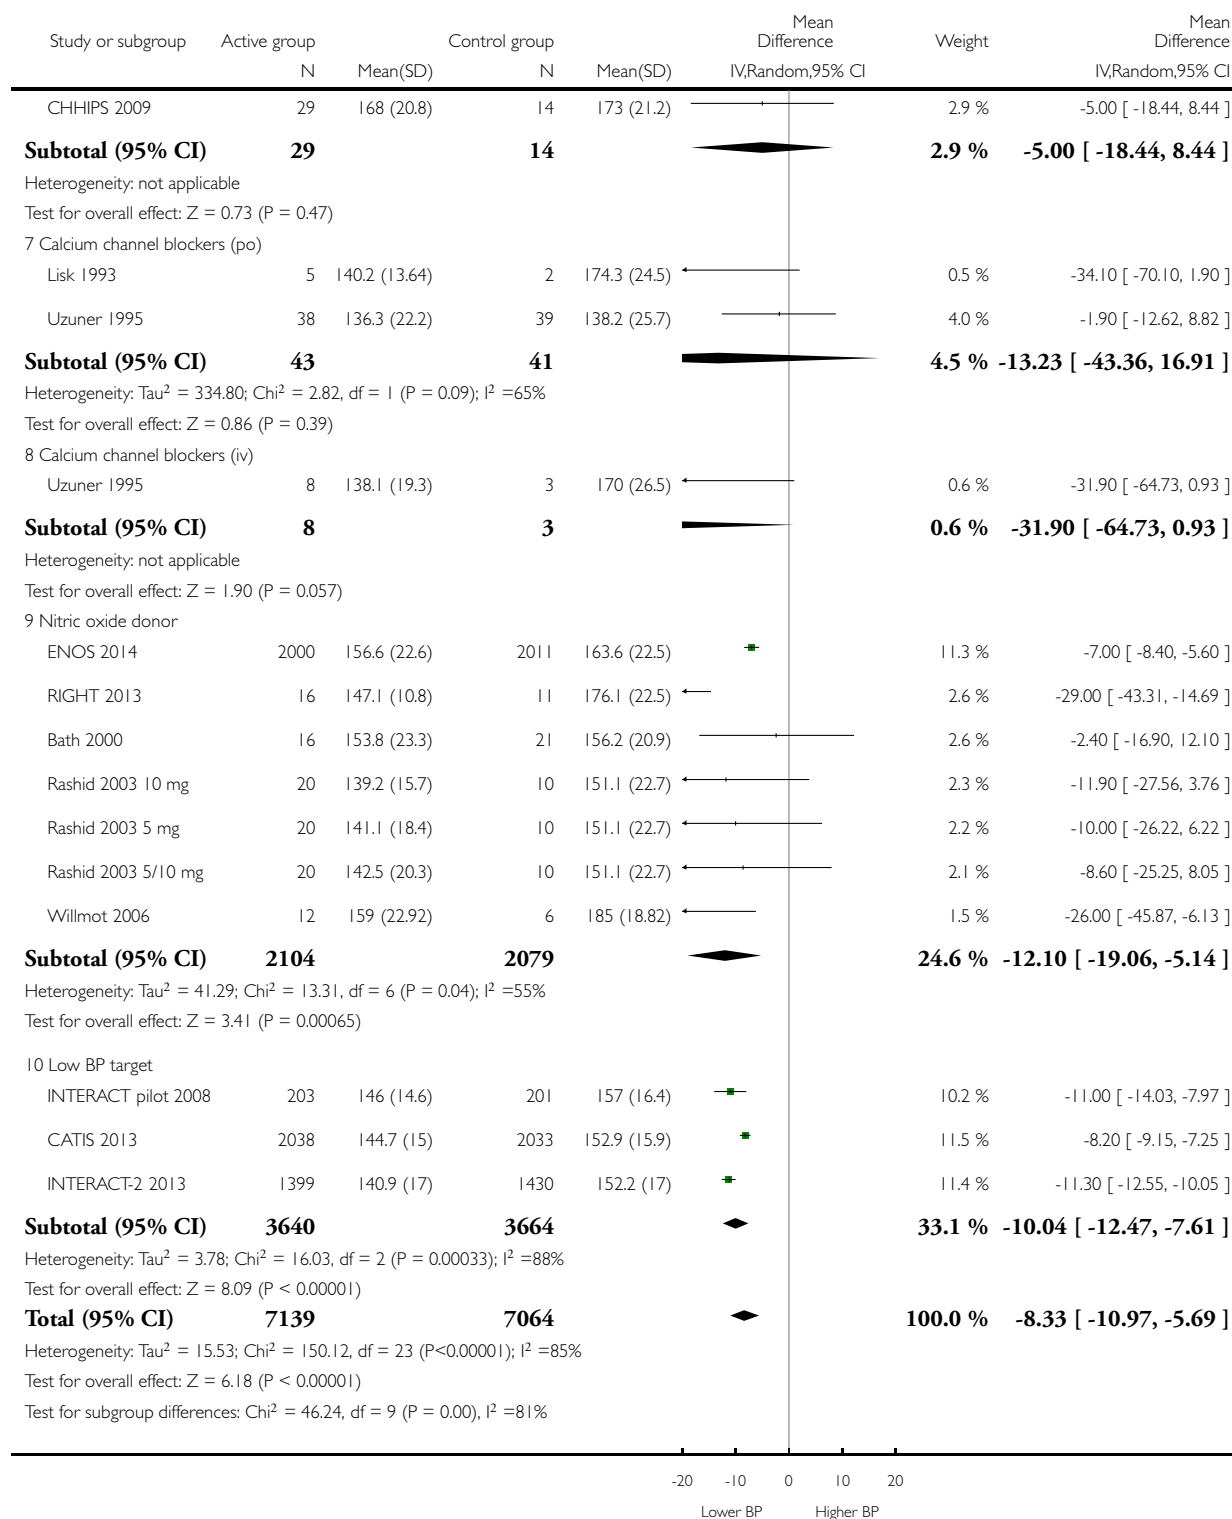 Study or subgroup Active group Control group Mean Difference Weight Mean Difference
N Mean(SD) N Mean(SD) IV,Random,95% CI IV,Random,95% CI
CHHIPS 2009 29 168 (20.8) 14 173 (21.2) 2.9 % -5.00 [ -18.44, 8.44 ]
Subtotal (95% CI) 29 14 2.9 % -5.00 [ -18.44, 8.44 ]
Heterogeneity: not applicable
Test for overall effect: Z = 0.73 (P = 0.47)
7 Calcium channel blockers (po)
Lisk 1993 5 140.2 (13.64) 2 174.3 (24.5) 0.5 % -34.10 [ -70.10, 1.90 ]
Uzuner 1995 38 136.3 (22.2) 39 138.2 (25.7) 4.0 % -1.90 [ -12.62, 8.82 ]
Subtotal (95% CI) 43 41 4.5 % -13.23 [ -43.36, 16.91 ]
Heterogeneity: Tau² = 334.80; Chi² = 2.82, df = 1 (P = 0.09); I² =65%
Test for overall effect: Z = 0.86 (P = 0.39)
8 Calcium channel blockers (iv)
Uzuner 1995 8 138.1 (19.3) 3 170 (26.5) 0.6 % -31.90 [ -64.73, 0.93 ]
Subtotal (95% CI) 8 3 0.6 % -31.90 [ -64.73, 0.93 ]
Heterogeneity: not applicable
Test for overall effect: Z = 1.90 (P = 0.057)
9 Nitric oxide donor
ENOS 2014 2000 156.6 (22.6) 2011 163.6 (22.5) 11.3 % -7.00 [ -8.40, -5.60 ]
RIGHT 2013 16 147.1 (10.8) 11 176.1 (22.5) 2.6 % -29.00 [ -43.31, -14.69 ]
Bath 2000 16 153.8 (23.3) 21 156.2 (20.9) 2.6 % -2.40 [ -16.90, 12.10 ]
Rashid 2003 10 mg 20 139.2 (15.7) 10 151.1 (22.7) 2.3 % -11.90 [ -27.56, 3.76 ]
Rashid 2003 5 mg 20 141.1 (18.4) 10 151.1 (22.7) 2.2 % -10.00 [ -26.22, 6.22 ]
Rashid 2003 5/10 mg 20 142.5 (20.3) 10 151.1 (22.7) 2.1 % -8.60 [ -25.25, 8.05 ]
Willmot 2006 12 159 (22.92) 6 185 (18.82) 1.5 % -26.00 [ -45.87, -6.13 ]
Subtotal (95% CI) 2104 2079 24.6 % -12.10 [ -19.06, -5.14 ]
Heterogeneity: Tau² = 41.29; Chi² = 13.31, df = 6 (P = 0.04); I² =55%
Test for overall effect: Z = 3.41 (P = 0.00065)
10 Low BP target
INTERACT pilot 2008 203 146 (14.6) 201 157 (16.4) 10.2 % -11.00 [ -14.03, -7.97 ]
CATIS 2013 2038 144.7 (15) 2033 152.9 (15.9) 11.5 % -8.20 [ -9.15, -7.25 ]
INTERACT-2 2013 1399 140.9 (17) 1430 152.2 (17) 11.4 % -11.30 [ -12.55, -10.05 ]
Subtotal (95% CI) 3640 3664 33.1 % -10.04 [ -12.47, -7.61 ]
Heterogeneity: Tau² = 3.78; Chi² = 16.03, df = 2 (P = 0.00033); I² =88%
Test for overall effect: Z = 8.09 (P < 0.00001)
Total (95% CI) 7139 7064 100.0 % -8.33 [ -10.97, -5.69 ]
Heterogeneity: Tau² = 15.53; Chi² = 150.12, df = 23 (P<0.00001); I² =85%
Test for overall effect: Z = 6.18 (P < 0.00001)
Test for subgroup differences: Chi² = 46.24, df = 9 (P = 0.00), I² =81%
-20 -10 0 10 20
Lower BP Higher BP